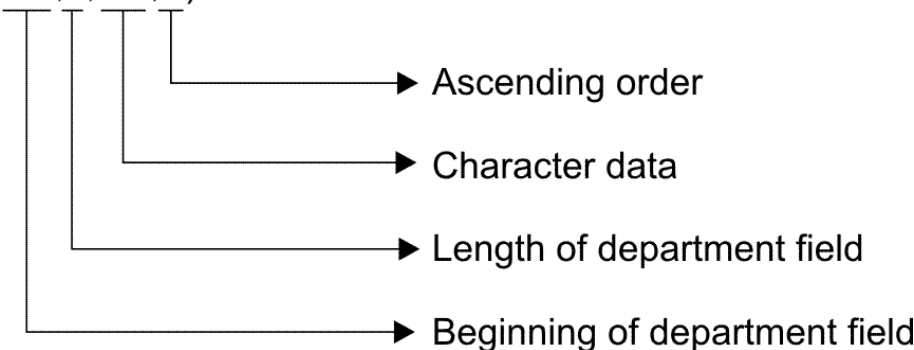 Ascending order
Character data
Length of department field
Beginning of department field